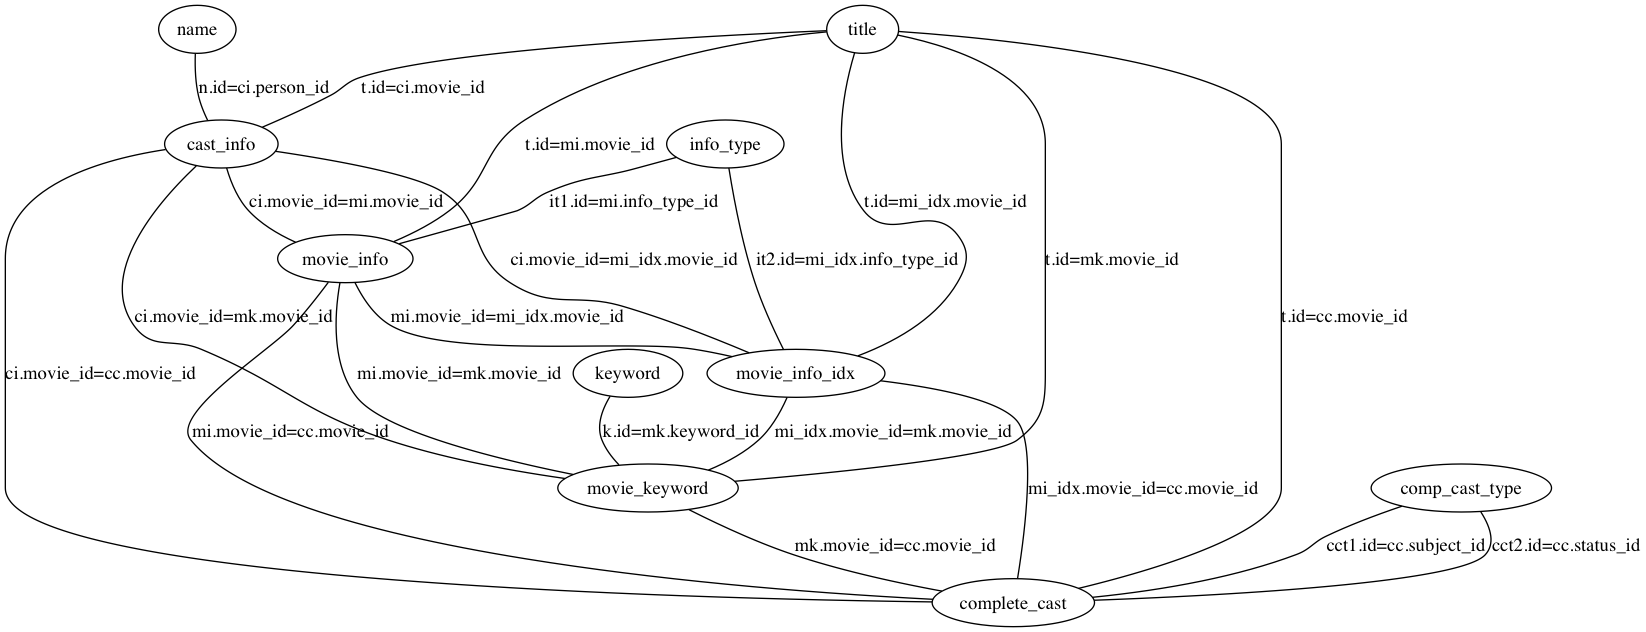 name
title
n.id=ci.person_id
t.id=ci.movie_id
cast_info
t.id=mi.movie_id
info_type
ci.movie_id=mi.movie_id
it1.id=mi.info_type_id
t.id=mi_idx.movie_id
movie_info
ci.movie_id=mi_idx.movie_id
it2.id=mi_idx.info_type_id
t.id=mk.movie_id
ci.movie_id=mk.movie_id
mi.movie_id=mi_idx.movie_id
t.id=cc.movie_id
ci.movie_id=cc.movie_id
mi.movie_id=mk.movie_id
keyword
movie_info_idx
mi.movie_id=cc.movie_id
k.id=mk.keyword_id
mi_idx.movie_id=mk.movie_id
movie_keyword
mi_idx.movie_id=cc.movie_id
comp_cast_type
mk.movie_id=cc.movie_id
cct1.id=cc.subject_id
cct2.id=cc.status_id
complete_cast